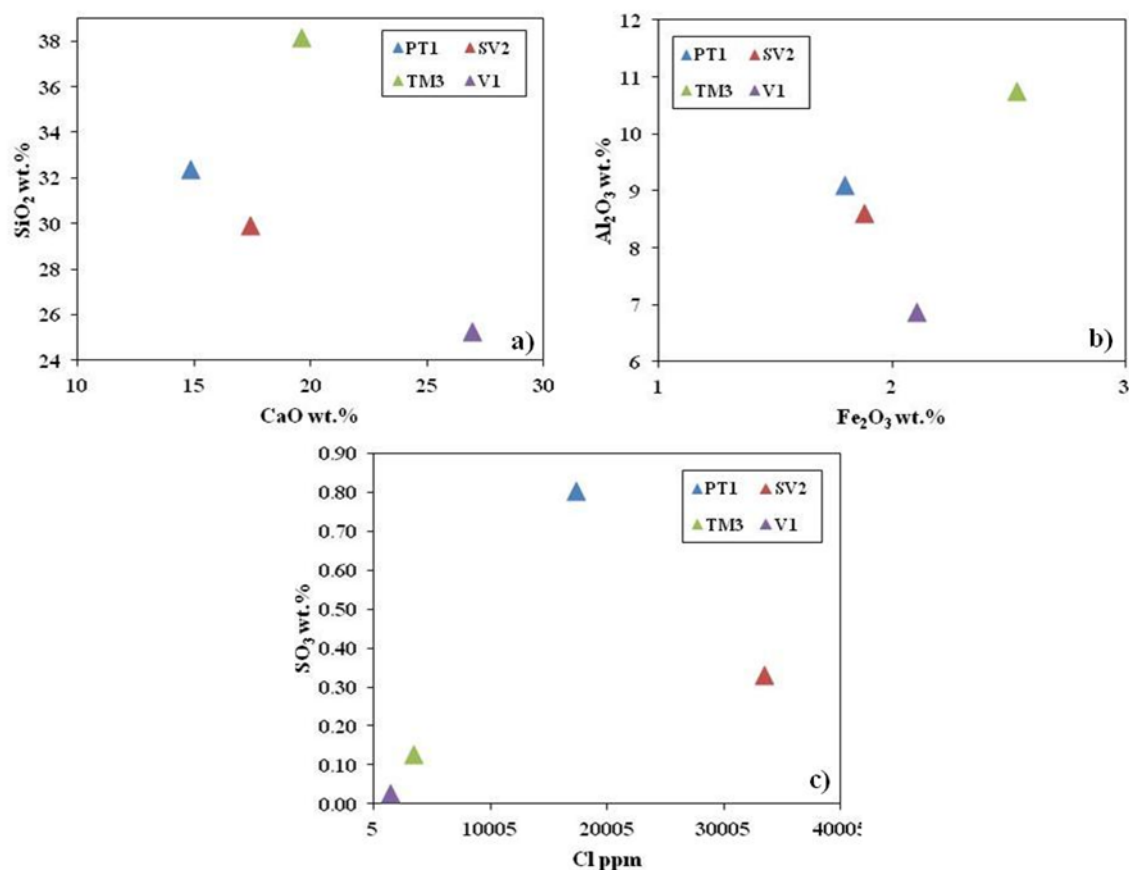 38
36
34
32
30
28
26
24
SiO₂ wt.%
PT1 SV2
TM3 V1
a)
10 15 20 25 30
CaO wt.%
12
11
10
9
8
7
6
Al₂O₃ wt.%
PT1 SV2
TM3 V1
b)
1 2 3
Fe₂O₃ wt.%
0.90
0.80
0.70
0.60
0.50
0.40
0.30
0.20
0.10
0.00
SO₃ wt.%
PT1 SV2
TM3 V1
c)
5 10005 20005 30005 40005
Cl ppm